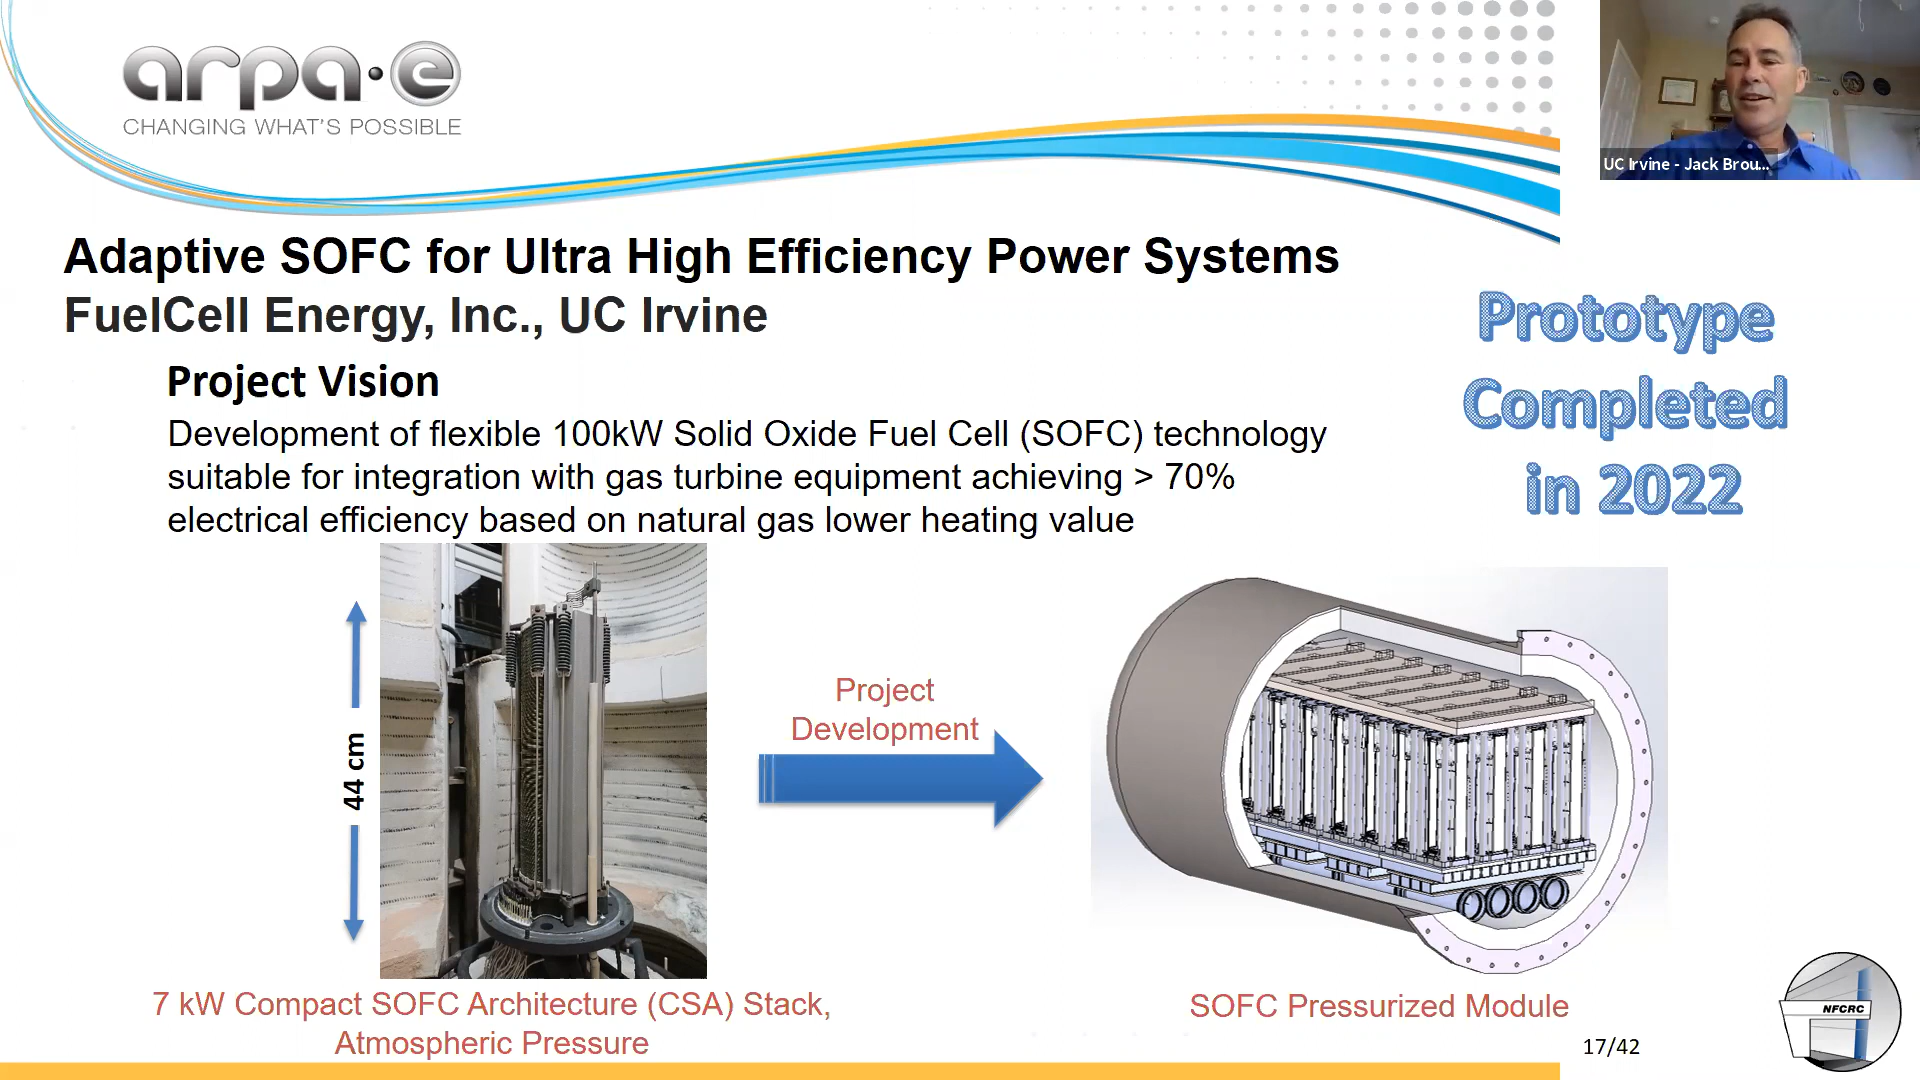 arpa·e
CHANGING WHAT'S POSSIBLE
UC Irvine - Jack Brou...
Adaptive SOFC for Ultra High Efficiency Power Systems
FuelCell Energy, Inc., UC Irvine
Prototype
Completed
in 2022
Project Vision
Development of flexible 100kW Solid Oxide Fuel Cell (SOFC) technology
suitable for integration with gas turbine equipment achieving > 70%
electrical efficiency based on natural gas lower heating value
44 cm
Project
Development
7 kW Compact SOFC Architecture (CSA) Stack,
Atmospheric Pressure
SOFC Pressurized Module
17/42
NFCRC